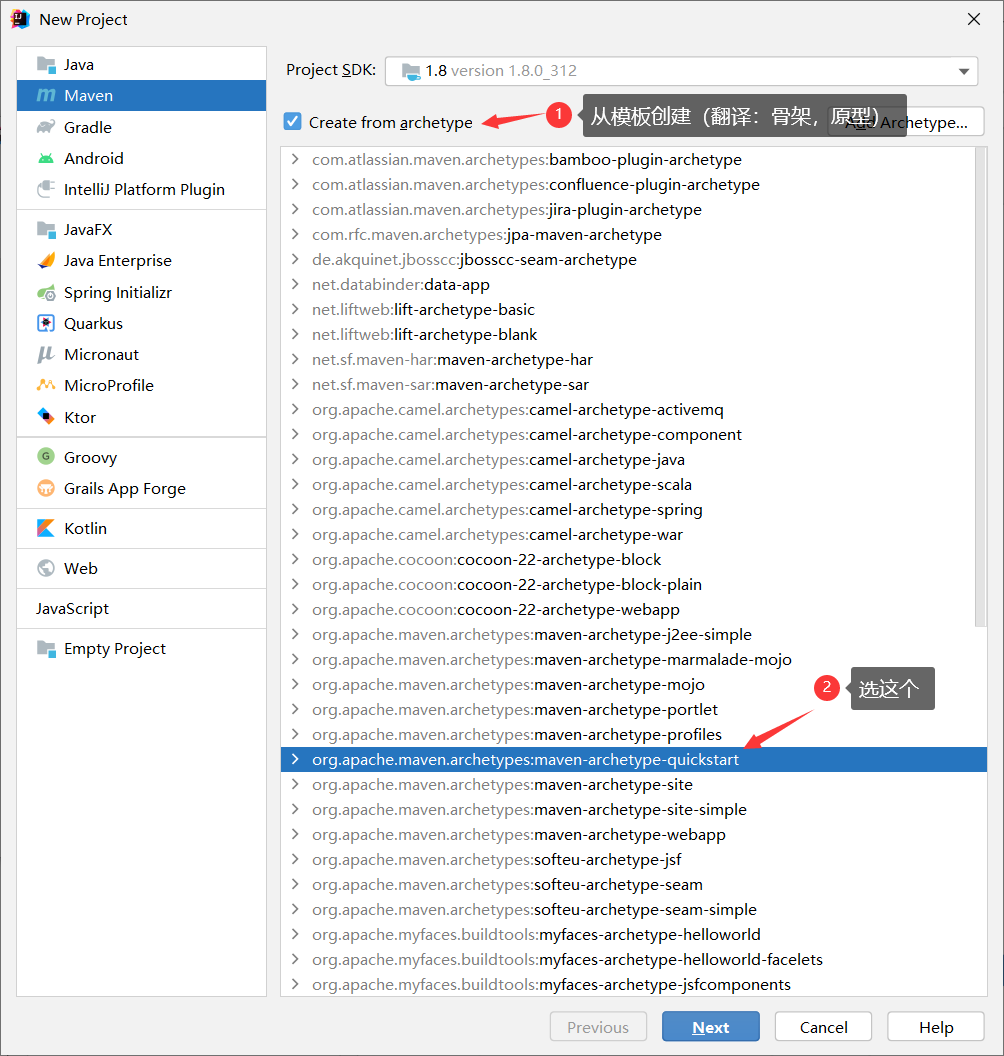 New Project
Java
Maven
Gradle
Android
IntelliJ Platform Plugin
JavaFX
Java Enterprise
Spring Initializr
Quarkus
Micronaut
MicroProfile
Ktor
Groovy
Grails App Forge
Kotlin
Web
JavaScript
Empty Project
Project SDK: 1.8 version 1.8.0_312
Create from archetype 1 从模板创建（翻译：骨架，原型） Add Archetype...
com.atlassian.maven.archetypes:bamboo-plugin-archetype
com.atlassian.maven.archetypes:confluence-plugin-archetype
com.atlassian.maven.archetypes:jira-plugin-archetype
com.rfc.maven.archetypes:jpa-maven-archetype
de.akquinet.jbosscc:jbosscc-seam-archetype
net.databinder:data-app
net.liftweb:lift-archetype-basic
net.liftweb:lift-archetype-blank
net.sf.maven-har:maven-archetype-har
net.sf.maven-sar:maven-archetype-sar
org.apache.camel.archetypes:camel-archetype-activemq
org.apache.camel.archetypes:camel-archetype-component
org.apache.camel.archetypes:camel-archetype-java
org.apache.camel.archetypes:camel-archetype-scala
org.apache.camel.archetypes:camel-archetype-spring
org.apache.camel.archetypes:camel-archetype-war
org.apache.cocoon:cocoon-22-archetype-block
org.apache.cocoon:cocoon-22-archetype-block-plain
org.apache.cocoon:cocoon-22-archetype-webapp
org.apache.maven.archetypes:maven-archetype-j2ee-simple
org.apache.maven.archetypes:maven-archetype-marmalade-mojo
org.apache.maven.archetypes:maven-archetype-mojo
2 选这个
org.apache.maven.archetypes:maven-archetype-portlet
org.apache.maven.archetypes:maven-archetype-profiles
org.apache.maven.archetypes:maven-archetype-quickstart
org.apache.maven.archetypes:maven-archetype-site
org.apache.maven.archetypes:maven-archetype-site-simple
org.apache.maven.archetypes:maven-archetype-webapp
org.apache.maven.archetypes:softeu-archetype-jsf
org.apache.maven.archetypes:softeu-archetype-seam
org.apache.maven.archetypes:softeu-archetype-seam-simple
org.apache.myfaces.buildtools:myfaces-archetype-helloworld
org.apache.myfaces.buildtools:myfaces-archetype-helloworld-facelets
org.apache.myfaces.buildtools:myfaces-archetype-jsfcomponents
Previous Next Cancel Help